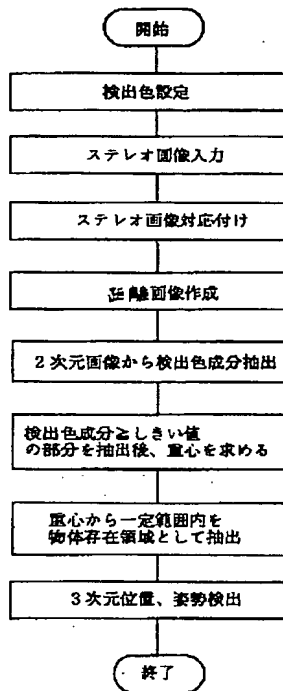 開始
検出色設定
ステレオ画像入力
ステレオ画像対応付け
距離画像作成
2次元画像から検出色成分抽出
検出色成分≧しきい値
の部分を抽出後、重心を求める
重心から一定範囲内を
物体存在領域として抽出
3次元位置、姿勢検出
終了